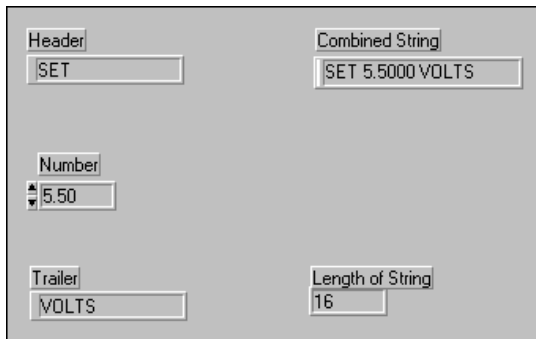 Header
SET
Combined String
SET 5.5000 VOLTS
Number
5.50
Trailer
VOLTS
Length of String
16